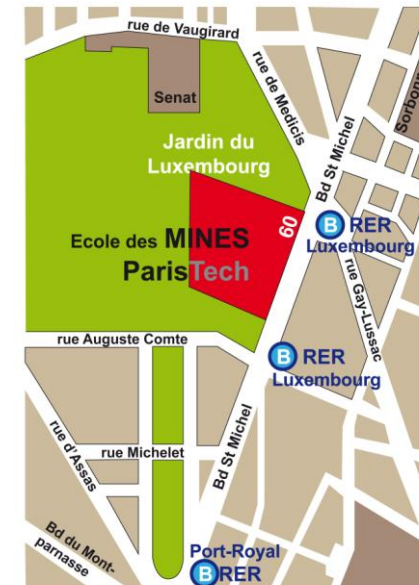 rue de Vaugirard
Senat
rue de Medicis
Sorbonne
Jardin du
Luxembourg
Bd St Michel
60
B RER
Luxembourg
Ecole des MINES
ParisTech
rue Gay-Lussac
rue Auguste Comte
B RER
Luxembourg
rue d'Assas
rue Michelet
Bd St Michel
Bd du Mont-
parnasse
Port-Royal
B RER